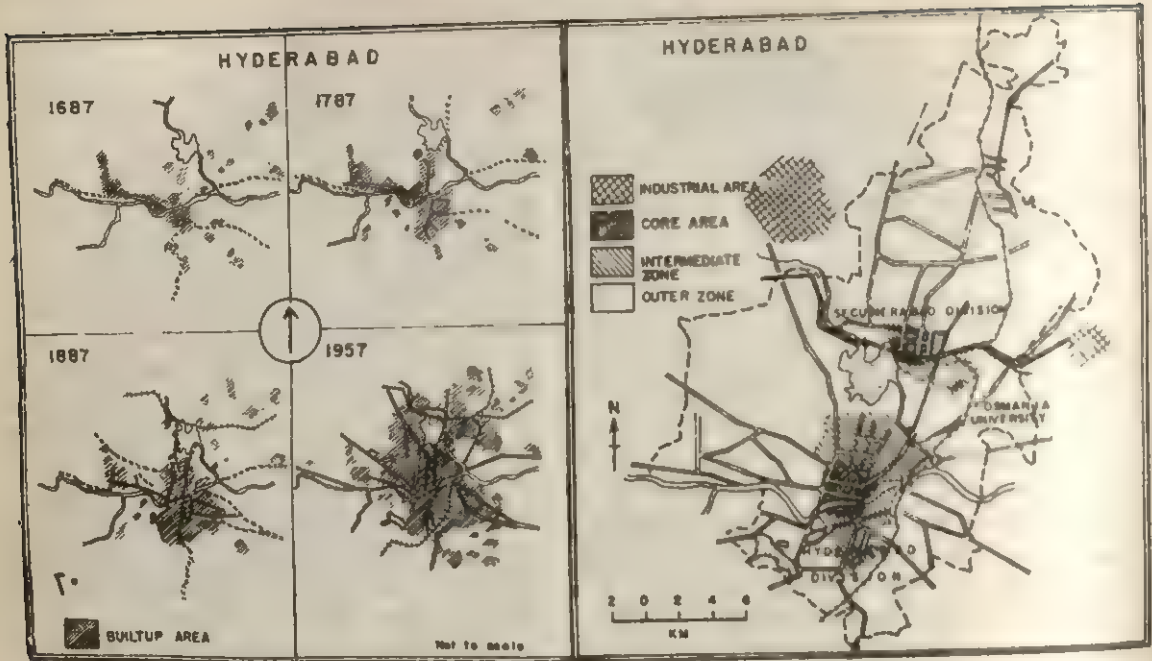 HYDERABAD
1687
1787
1887
1957
BUILTUP AREA
Not to scale
HYDERABAD
INDUSTRIAL AREA
CORE AREA
INTERMEDIATE
ZONE
OUTER ZONE
SECUNDERABAD DIVISION
OSMANIA
UNIVERSITY
N
HYDERABAD
DIVISION
2 0 2 4 6
KM